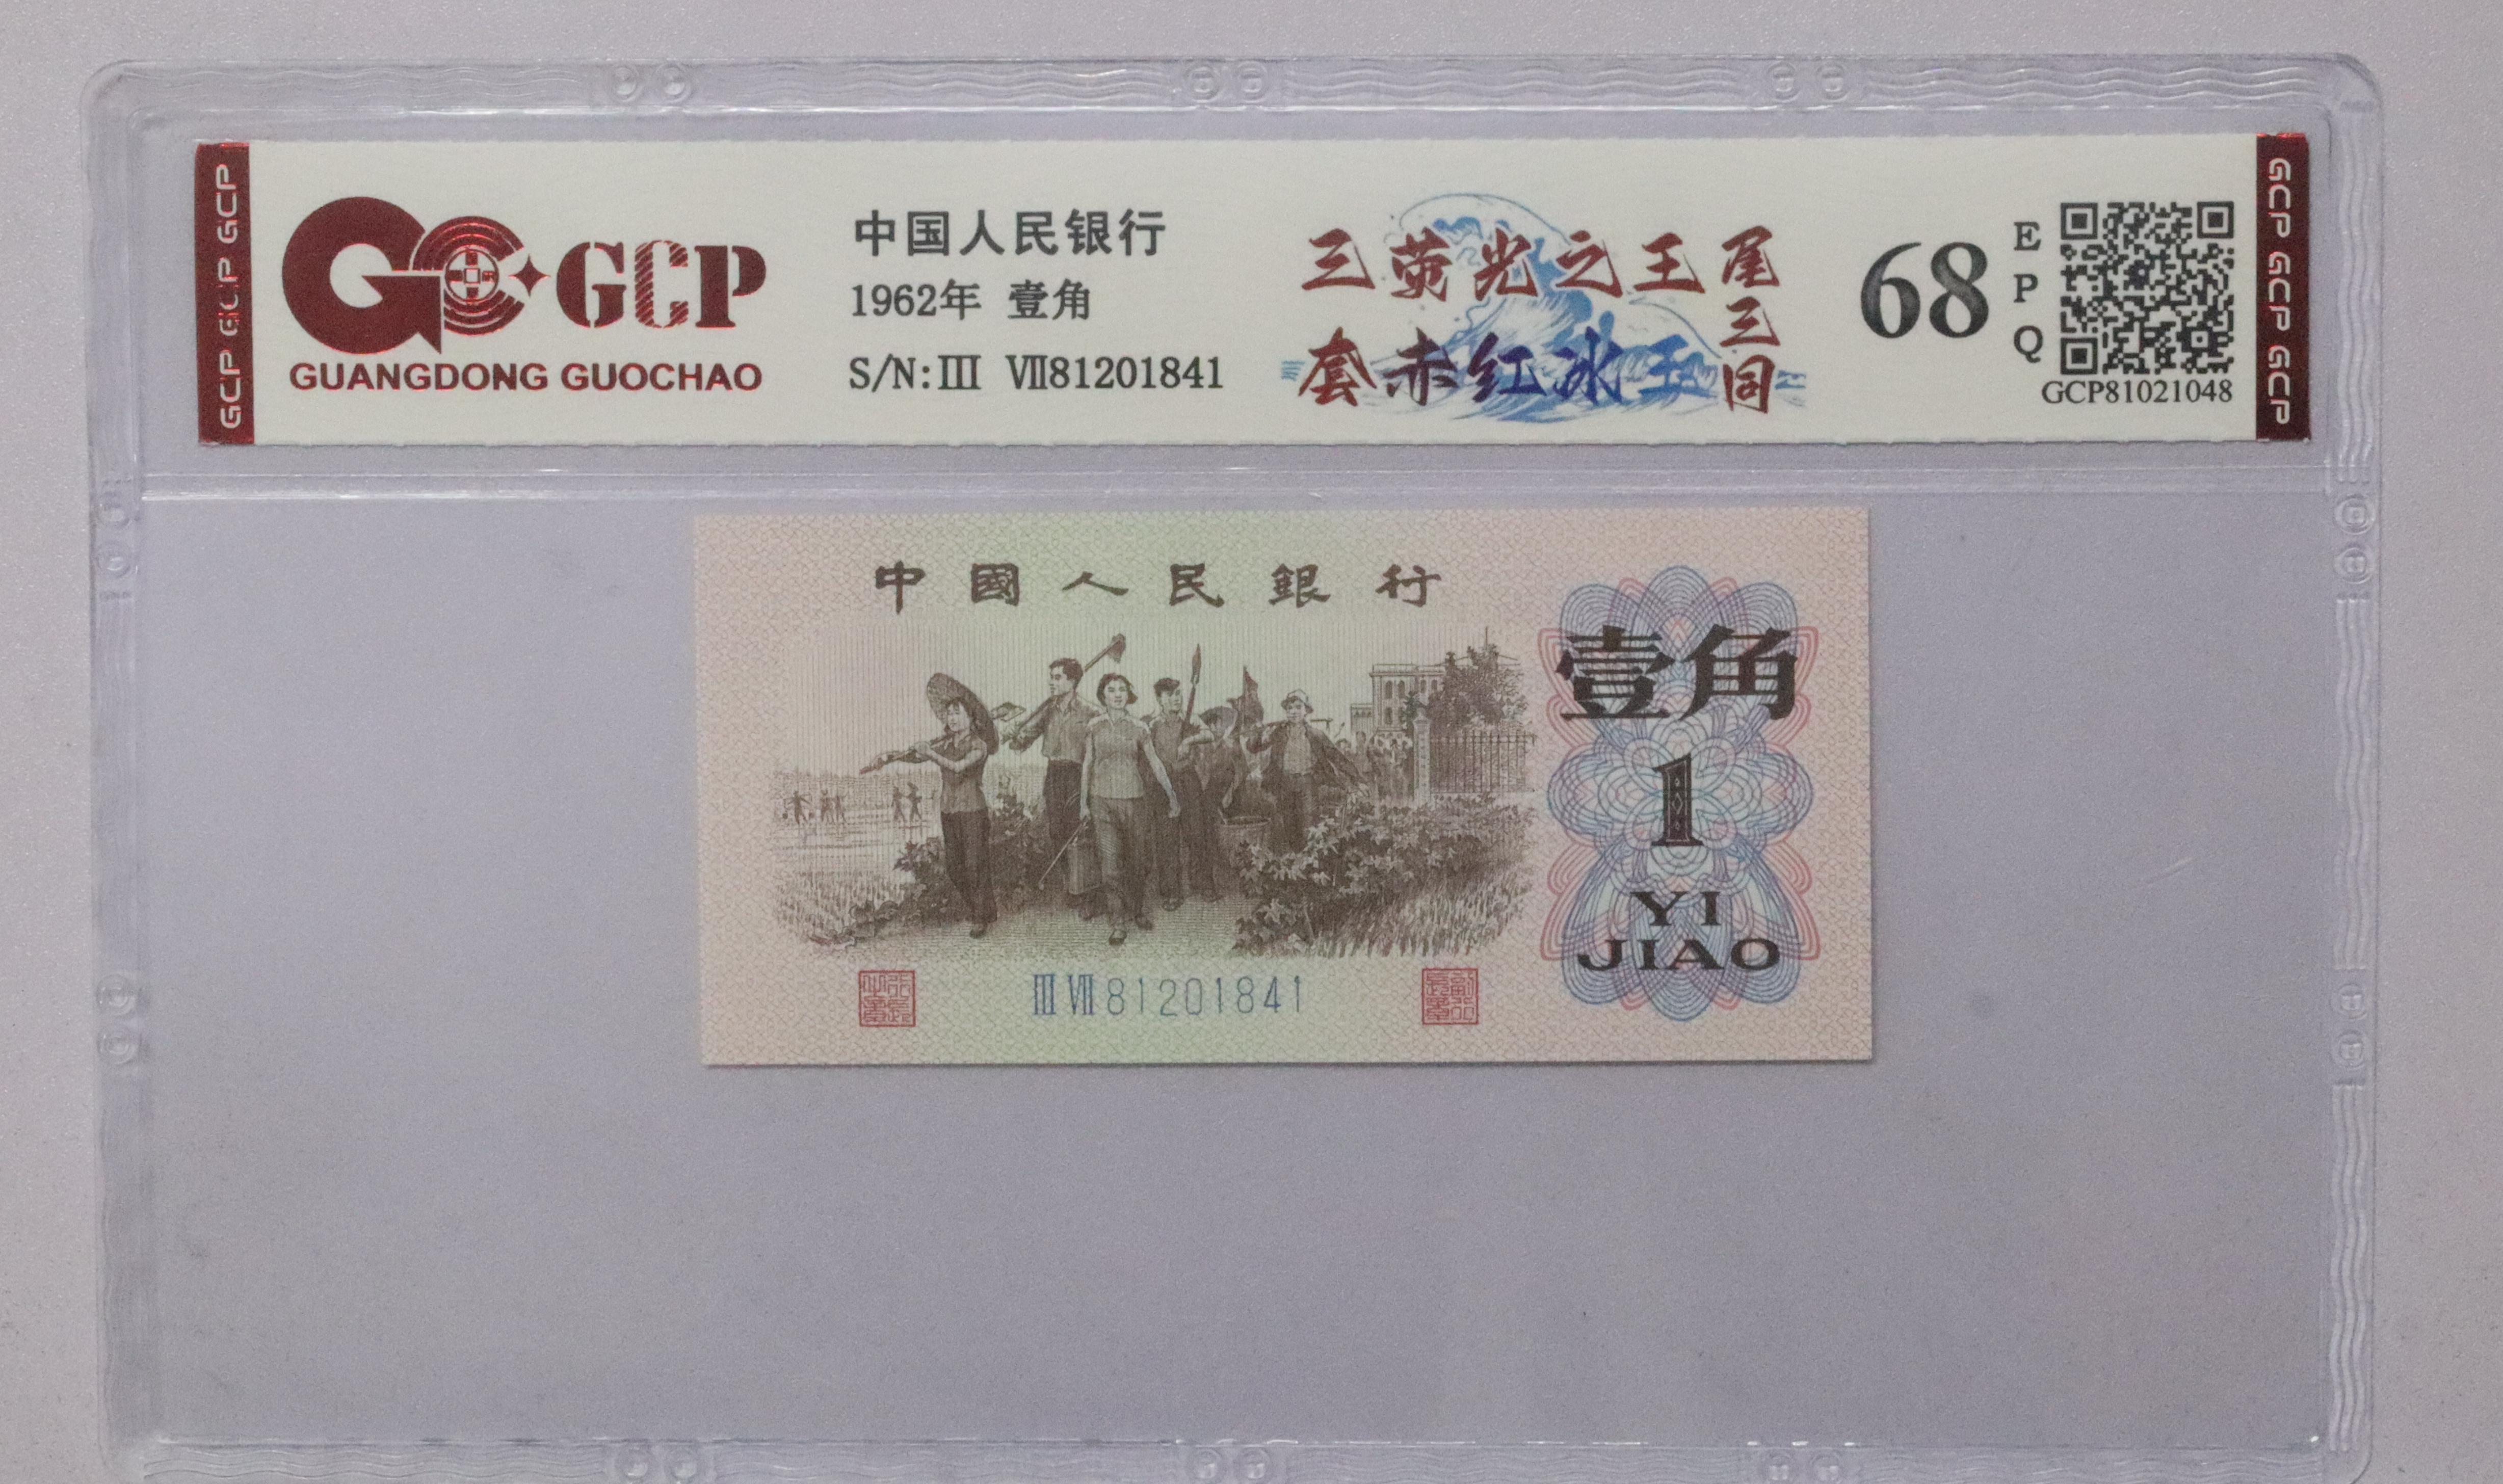 GCP GCP GCP
GCP
GUANGDONG GUOCHAO
中国人民银行
1962年 壹角
S/N:III VII81201841
三荧光之王
套赤红冰玉
尾三同
68
EPQ
GCP81021048
GCP GCP GCP
中國人民銀行
壹角
1
YI
JIAO
III VII 81201841